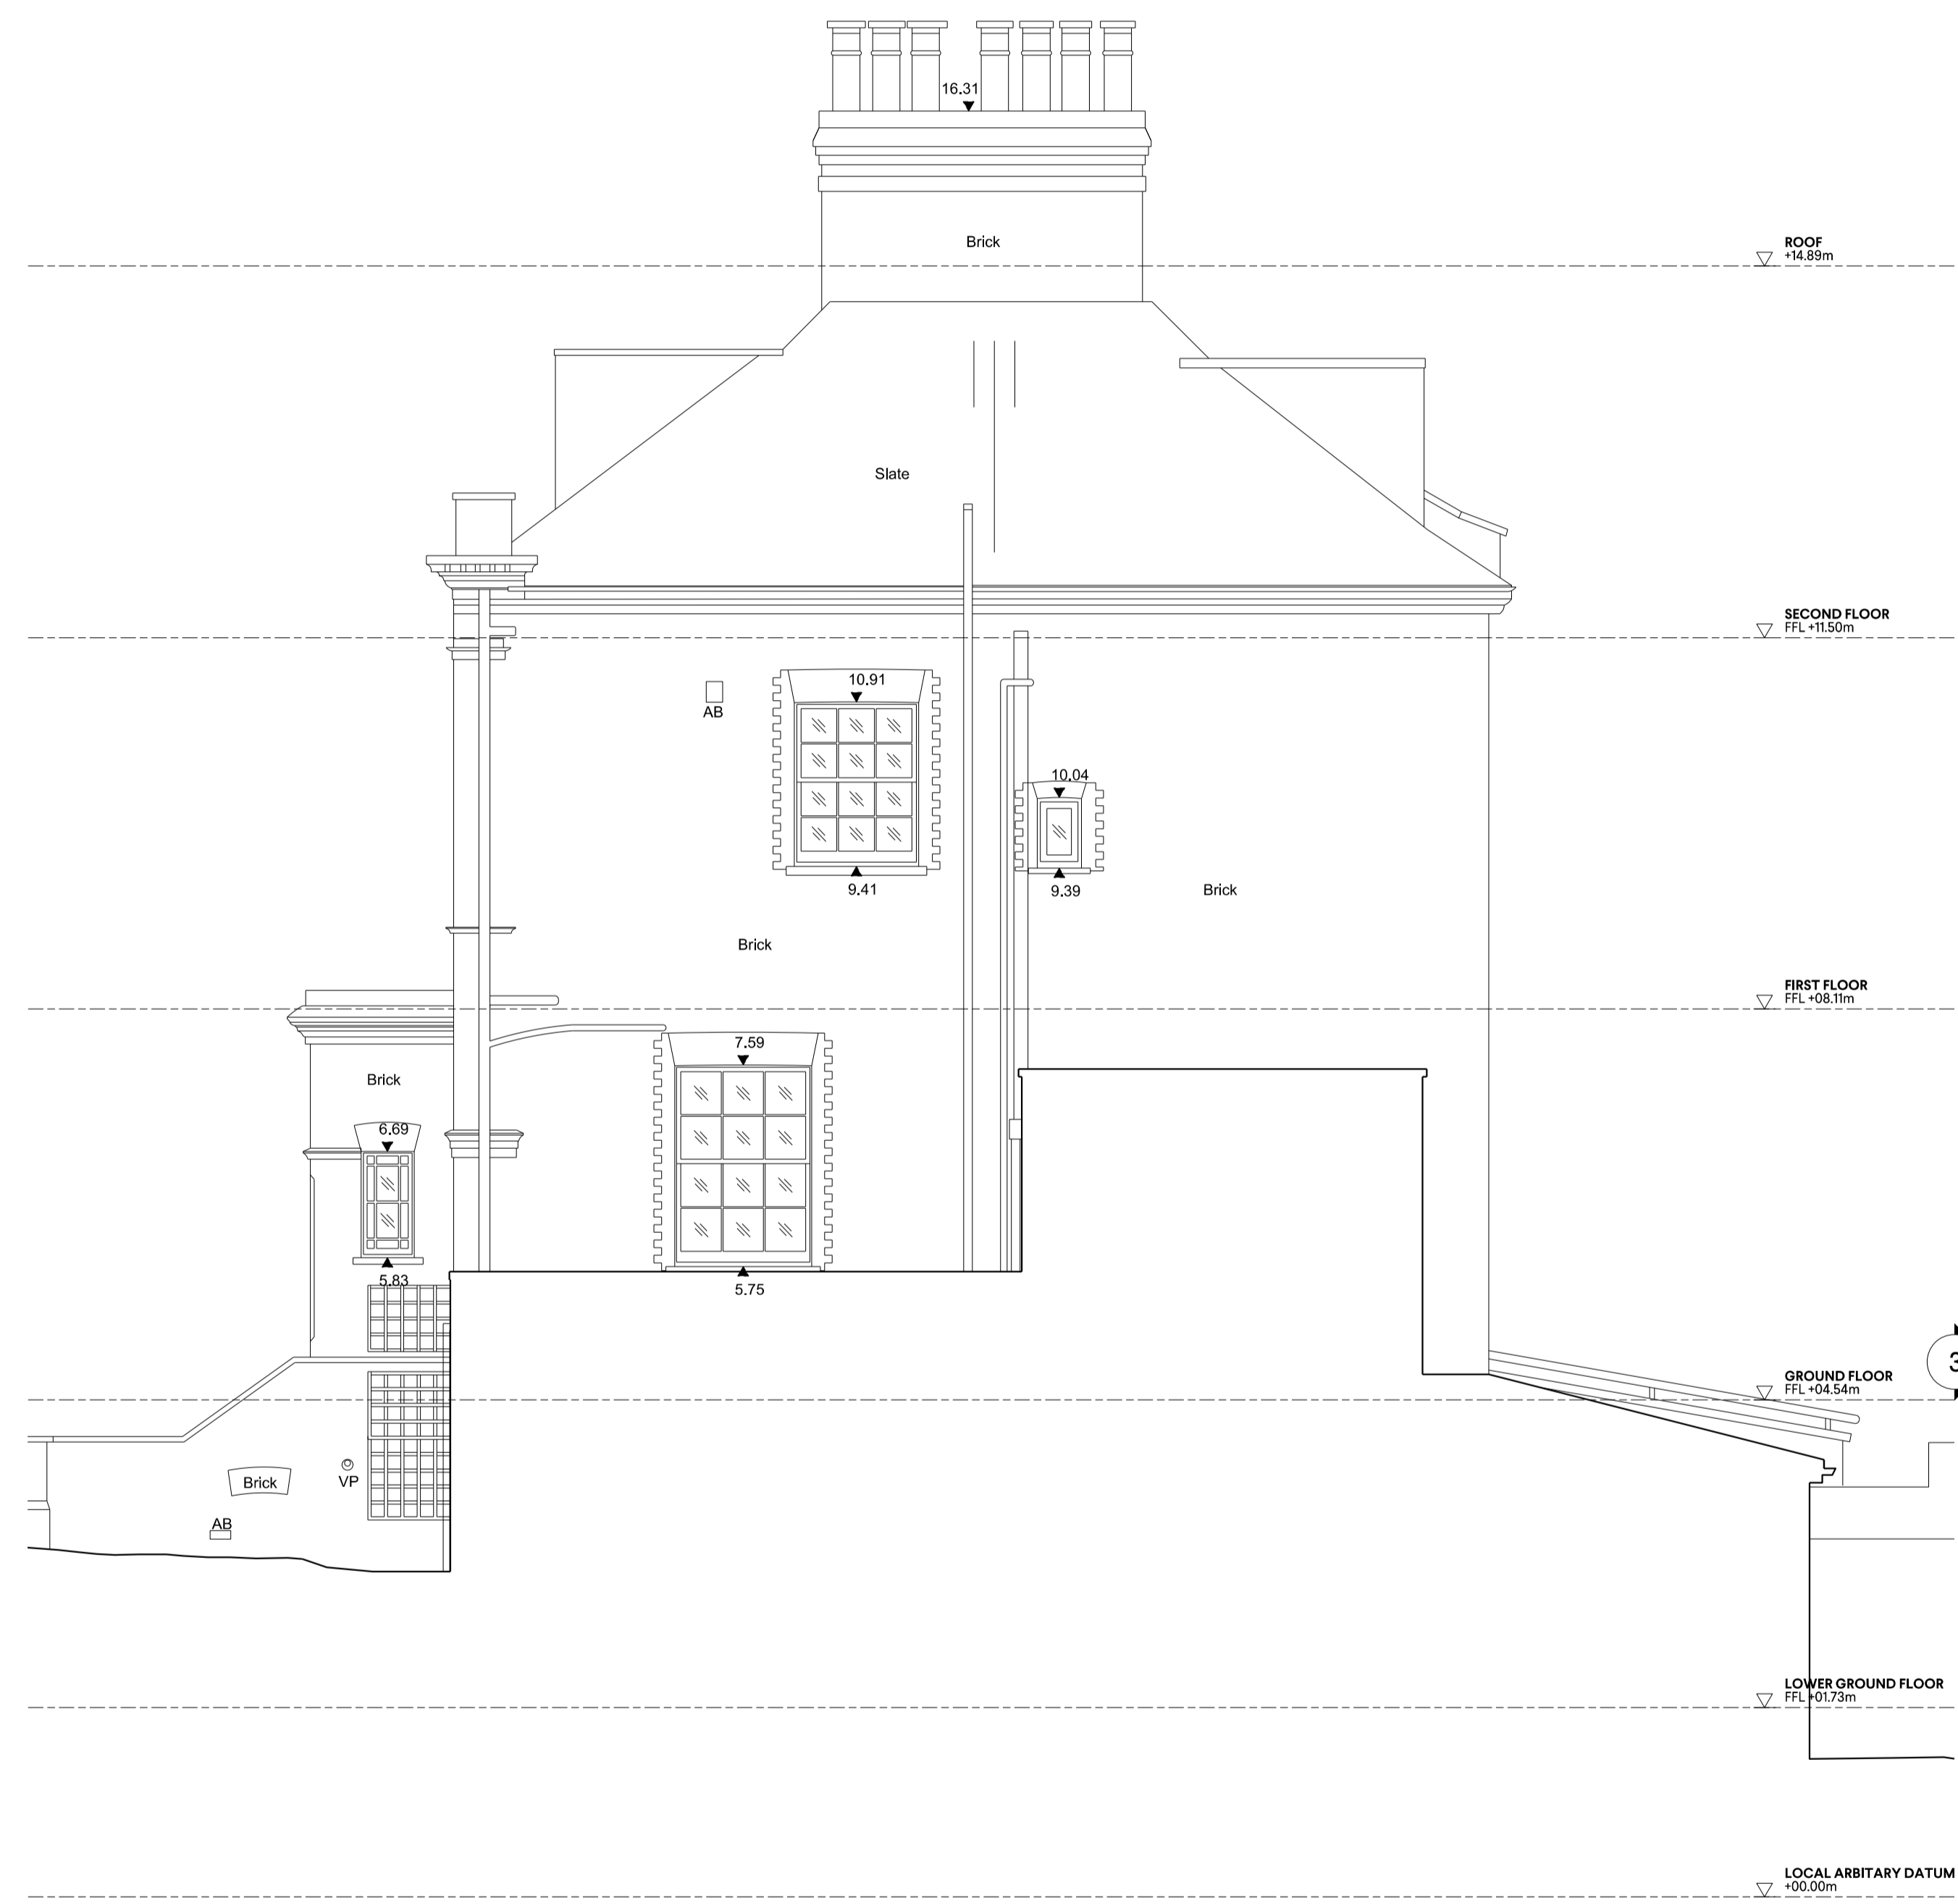 16.31
Brick
ROOF
+14.89m
Slate
SECOND FLOOR
FFL +11.50m
10.91
AB
10.04
9.41
9.39
Brick
Brick
FIRST FLOOR
FFL +08.11m
7.59
Brick
6.69
5.83
5.75
3
GROUND FLOOR
FFL +04.54m
Brick
VP
AB
LOWER GROUND FLOOR
FFL +01.73m
LOCAL ARBITARY DATUM
+00.00m